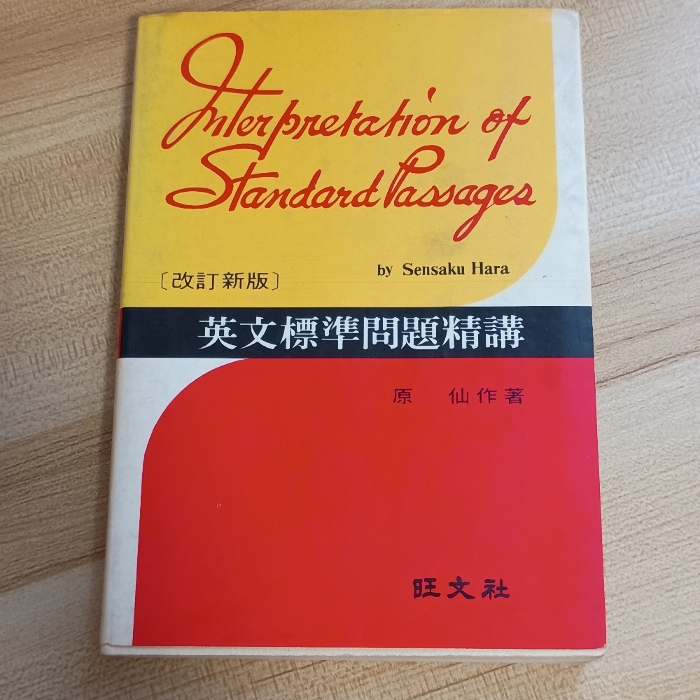 Interpretation of
Standard Passages
by Sensaku Hara
〔改訂新版〕
英文標準問題精講
原 仙作著
旺文社